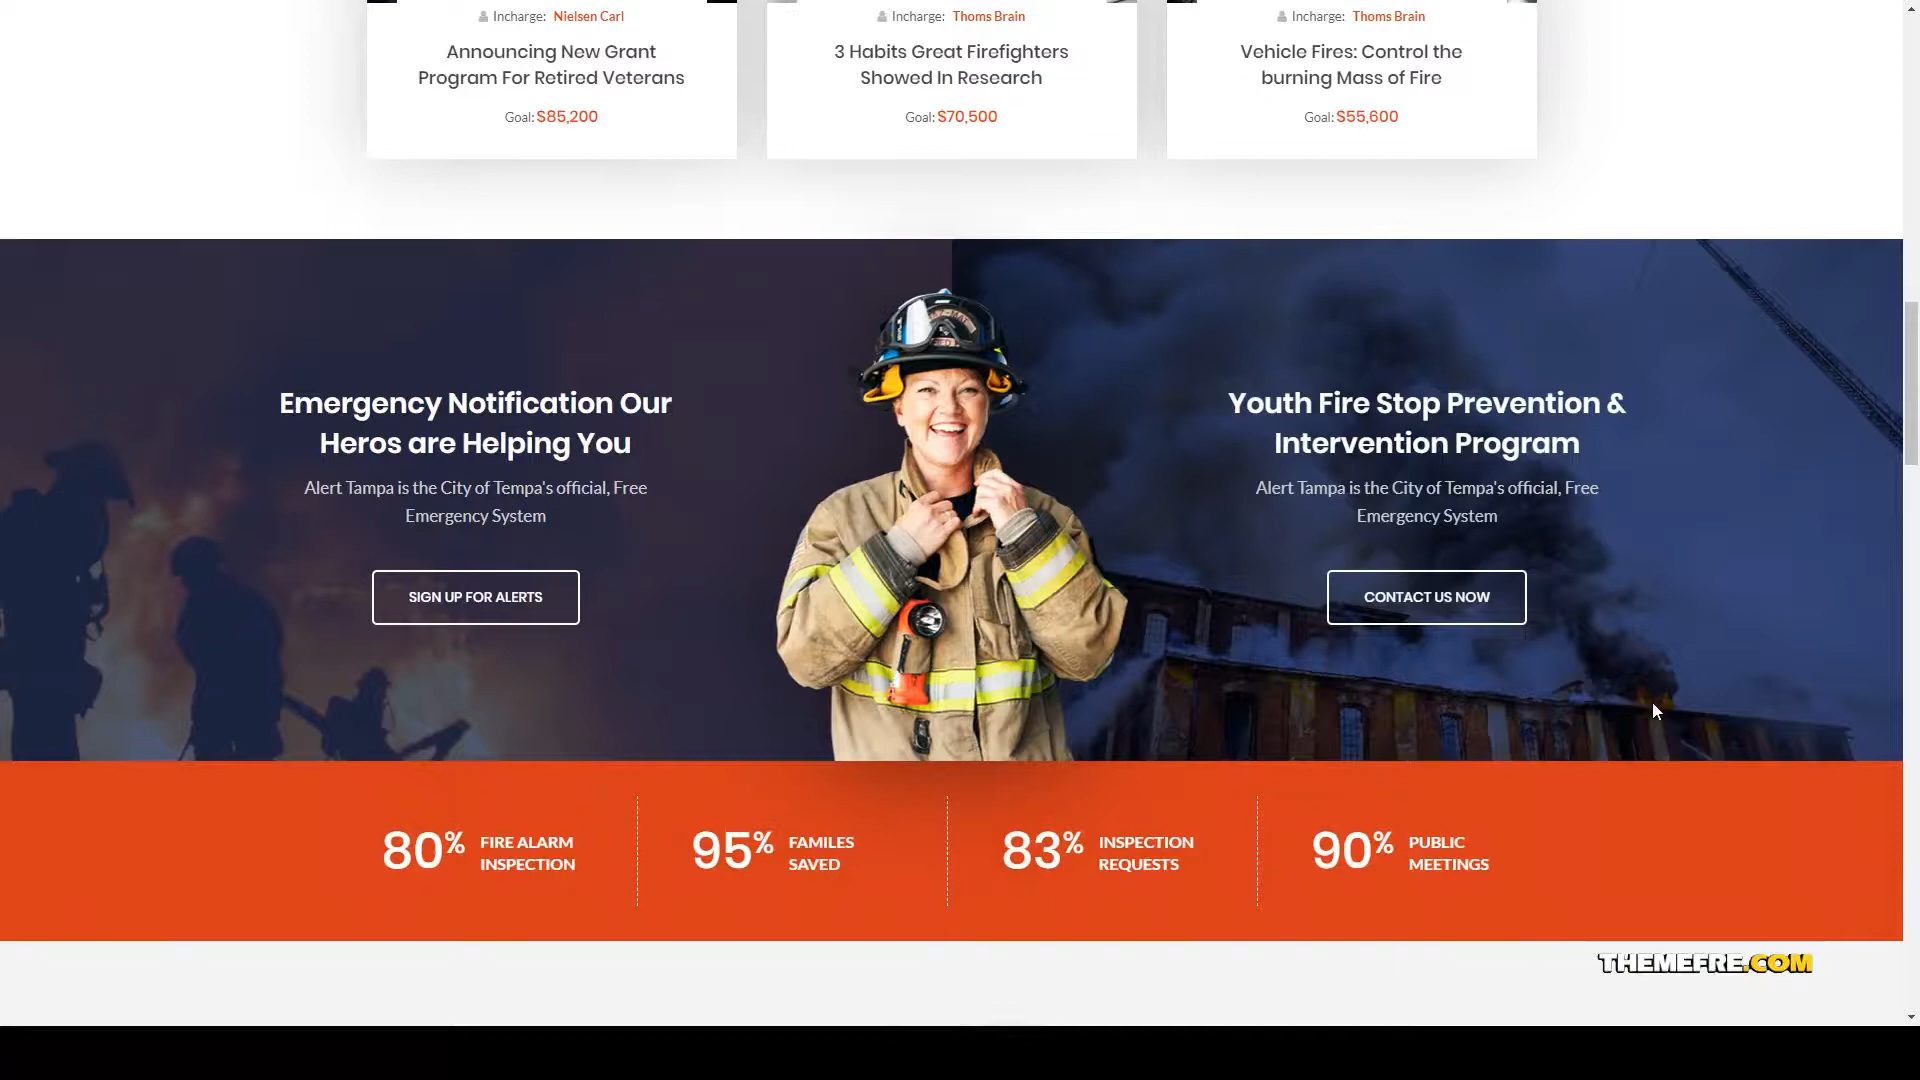 Incharge: Nielsen Carl
Announcing New Grant
Program For Retired Veterans
Goal: $85,200
Incharge: Thoms Brain
3 Habits Great Firefighters
Showed In Research
Goal: $70,500
Incharge: Thoms Brain
Vehicle Fires: Control the
burning Mass of Fire
Goal: $55,600
Emergency Notification Our
Heros are Helping You
Alert Tampa is the City of Tempa's official, Free
Emergency System
SIGN UP FOR ALERTS
Youth Fire Stop Prevention &
Intervention Program
Alert Tampa is the City of Tempa's official, Free
Emergency System
CONTACT US NOW
80% FIRE ALARM
INSPECTION
95% FAMILES
SAVED
83% INSPECTION
REQUESTS
90% PUBLIC
MEETINGS
THEMEFRE.COM